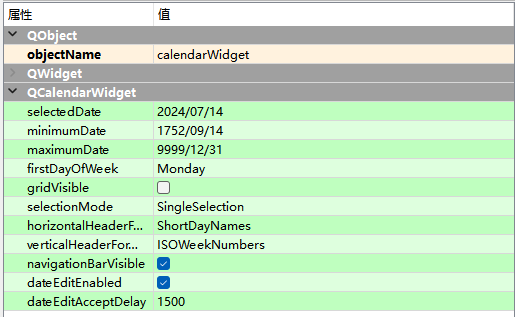 属性 值
QObject
objectName calendarWidget
QWidget
QCalendarWidget
selectedDate 2024/07/14
minimumDate 1752/09/14
maximumDate 9999/12/31
firstDayOfWeek Monday
gridVisible
selectionMode SingleSelection
horizontalHeaderF... ShortDayNames
verticalHeaderFor... ISOWeekNumbers
navigationBarVisible
dateEditEnabled
dateEditAcceptDelay 1500